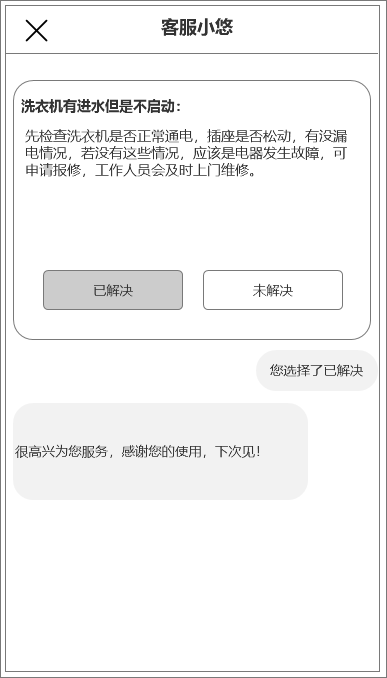 客服小悠
洗衣机有进水但是不启动：
先检查洗衣机是否正常通电，插座是否松动，有没漏
电情况，若没有这些情况，应该是电器发生故障，可
申请报修，工作人员会及时上门维修。
已解决
未解决
您选择了已解决
很高兴为您服务，感谢您的使用，下次见！